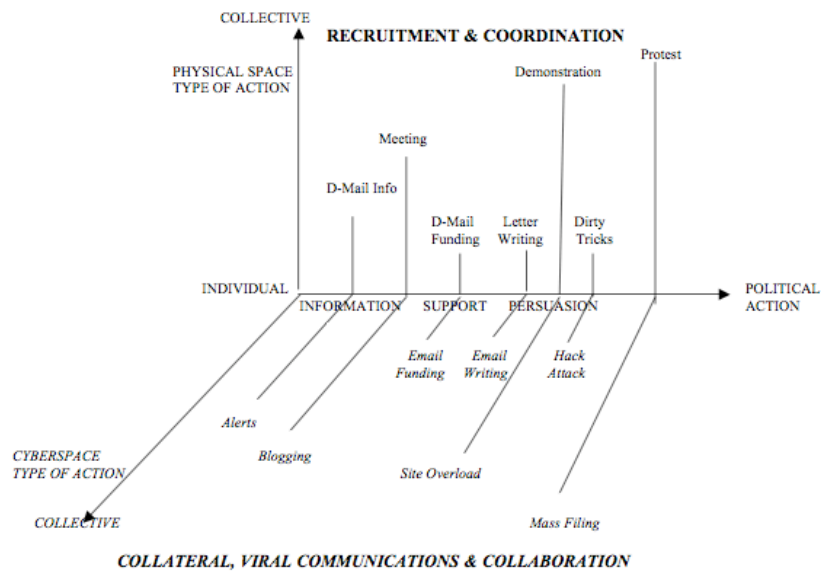 COLLECTIVE
RECRUITMENT & COORDINATION
Protest
PHYSICAL SPACE
TYPE OF ACTION
Demonstration
Meeting
D-Mail Info
D-Mail
Funding
Letter
Writing
Dirty
Tricks
INDIVIDUAL
INFORMATION
SUPPORT
PERSUASION
POLITICAL
ACTION
Email
Funding
Email
Writing
Hack
Attack
Alerts
Blogging
CYBERSPACE
TYPE OF ACTION
Site Overload
COLLECTIVE
Mass Filing
COLLATERAL, VIRAL COMMUNICATIONS & COLLABORATION